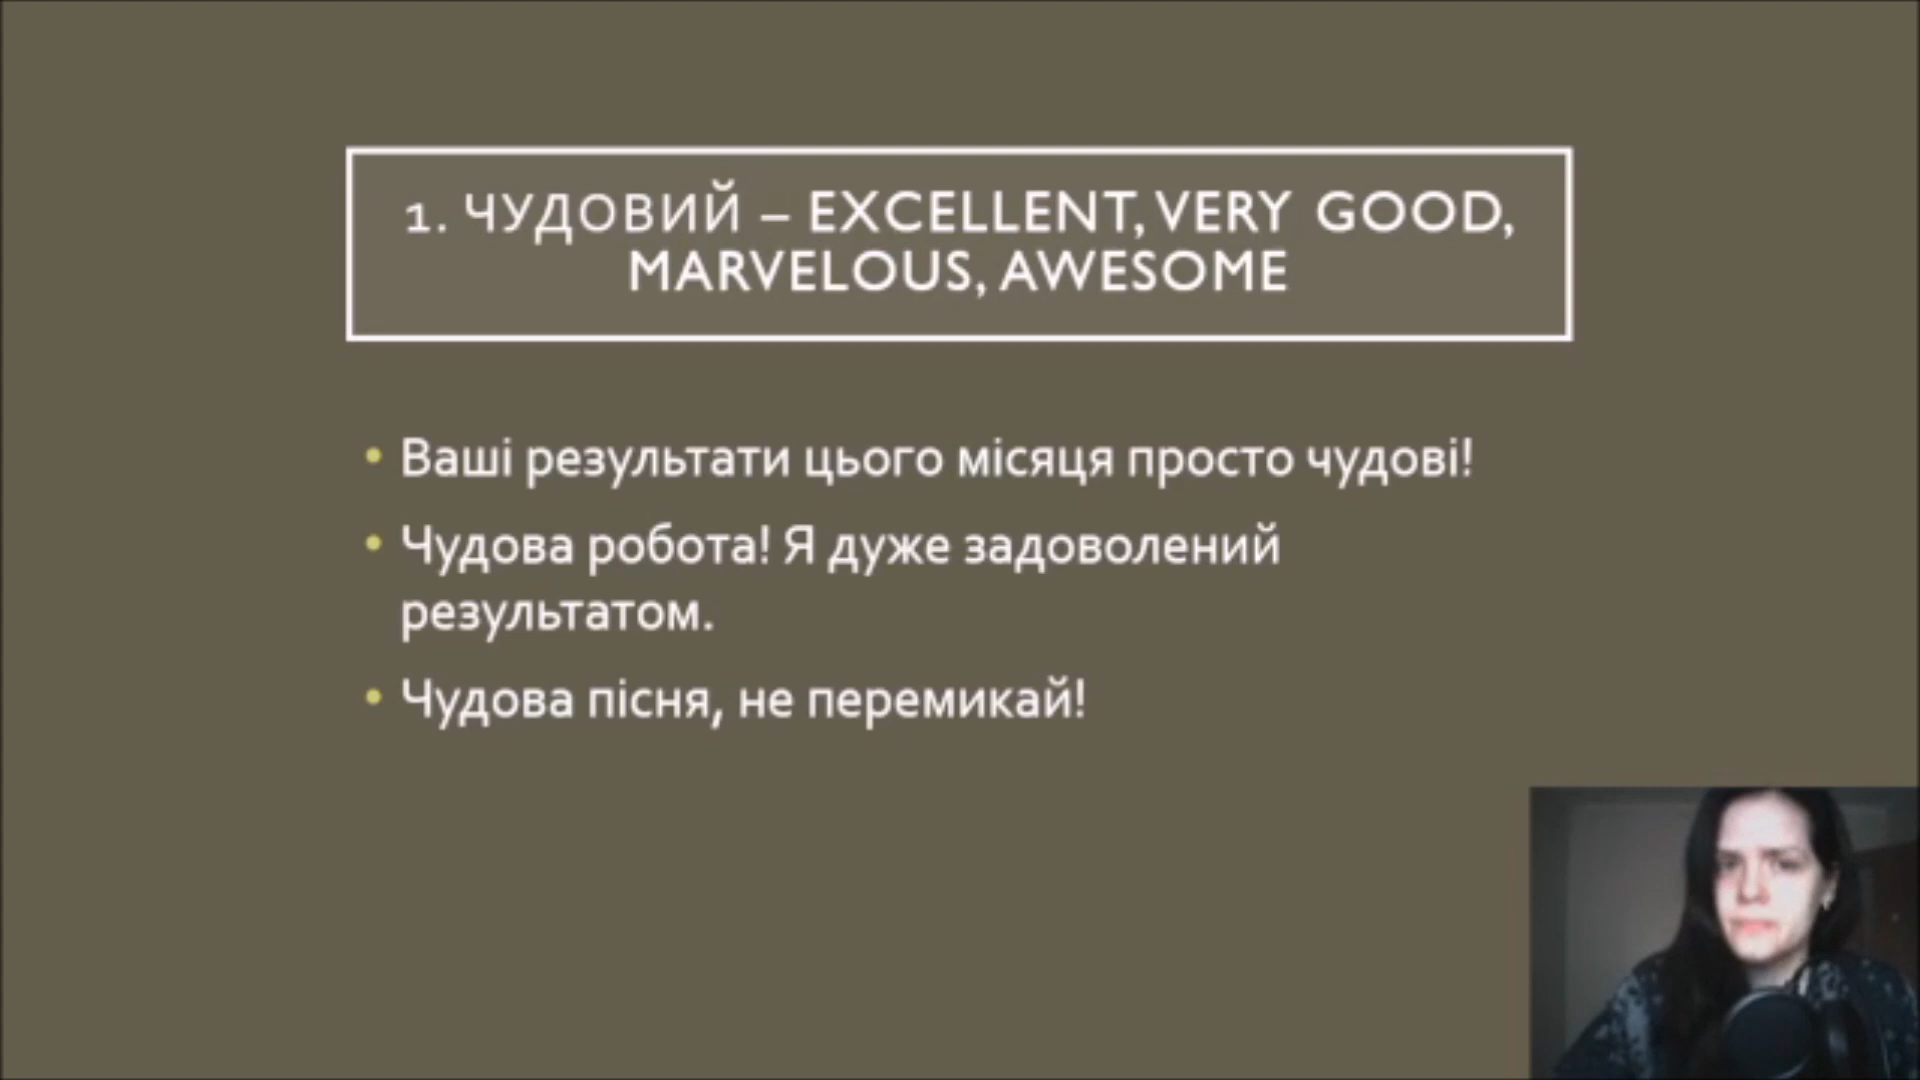 1. ЧУДОВИЙ – EXCELLENT, VERY GOOD,
MARVELOUS, AWESOME
• Ваші результати цього місяця просто чудові!
• Чудова робота! Я дуже задоволений
результатом.
• Чудова пісня, не перемикай!